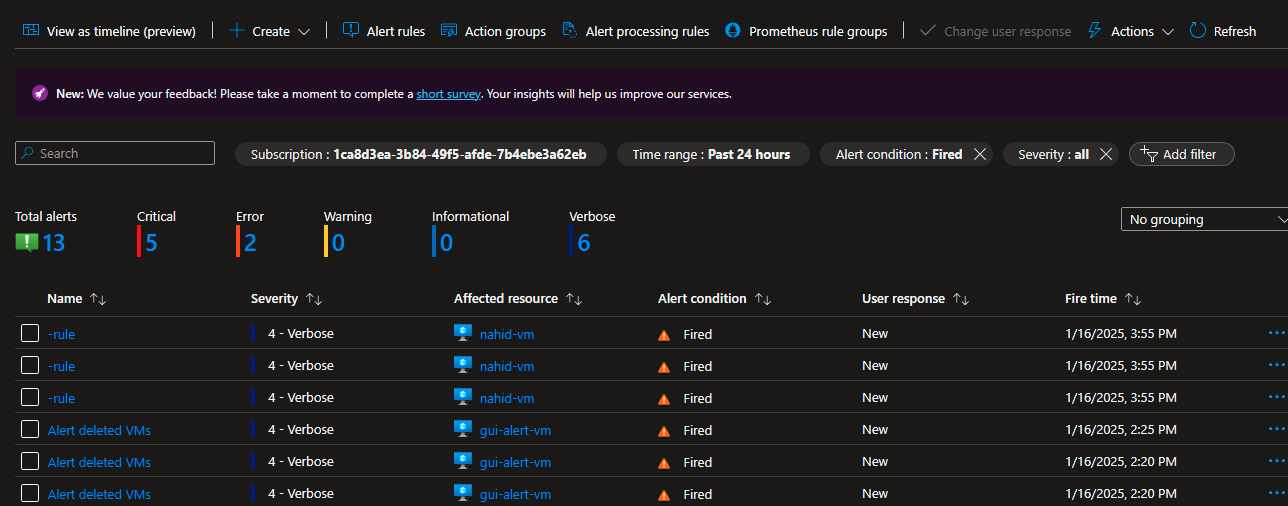 View as timeline (preview) Create Alert rules Action groups Alert processing rules Prometheus rule groups Change user response Actions Refresh
New: We value your feedback! Please take a moment to complete a short survey. Your insights will help us improve our services.
Search Subscription : 1ca8d3ea-3b84-49f5-afde-7b4ebe3a62eb Time range : Past 24 hours Alert condition : Fired Severity : all Add filter
Total alerts Critical Error Warning Informational Verbose
13 5 2 0 0 6
No grouping
Name Severity Affected resource Alert condition User response Fire time
-rule 4 - Verbose nahid-vm Fired New 1/16/2025, 3:55 PM
-rule 4 - Verbose nahid-vm Fired New 1/16/2025, 3:55 PM
-rule 4 - Verbose nahid-vm Fired New 1/16/2025, 3:55 PM
Alert deleted VMs 4 - Verbose gui-alert-vm Fired New 1/16/2025, 2:25 PM
Alert deleted VMs 4 - Verbose gui-alert-vm Fired New 1/16/2025, 2:20 PM
Alert deleted VMs 4 - Verbose gui-alert-vm Fired New 1/16/2025, 2:20 PM